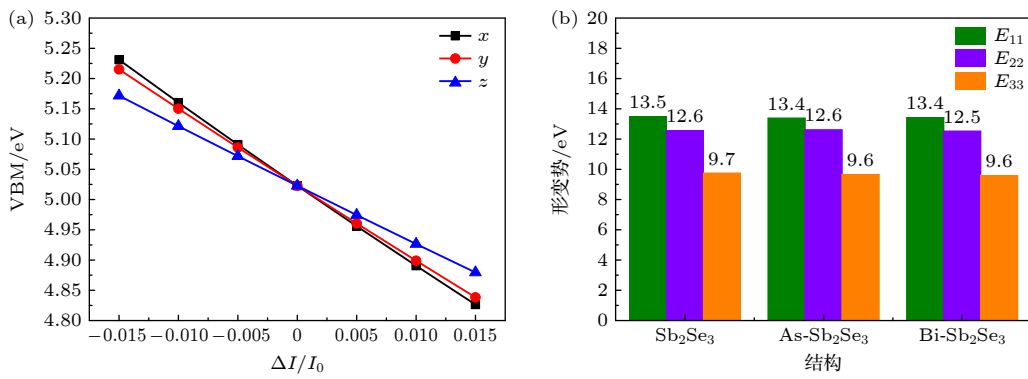 (a)
5.30
5.25
5.20
5.15
5.10
5.05
5.00
4.95
4.90
4.85
4.80
VBM/eV
x
y
z
−0.015 −0.010 −0.005 0 0.005 0.010 0.015
ΔI/I₀
(b)
20
18
16
14
12
10
8
6
4
2
0
形变势/eV
E₁₁
E₂₂
E₃₃
13.5 12.6 9.7
13.4 12.6 9.6
13.4 12.5 9.6
Sb₂Se₃ As-Sb₂Se₃ Bi-Sb₂Se₃
结构